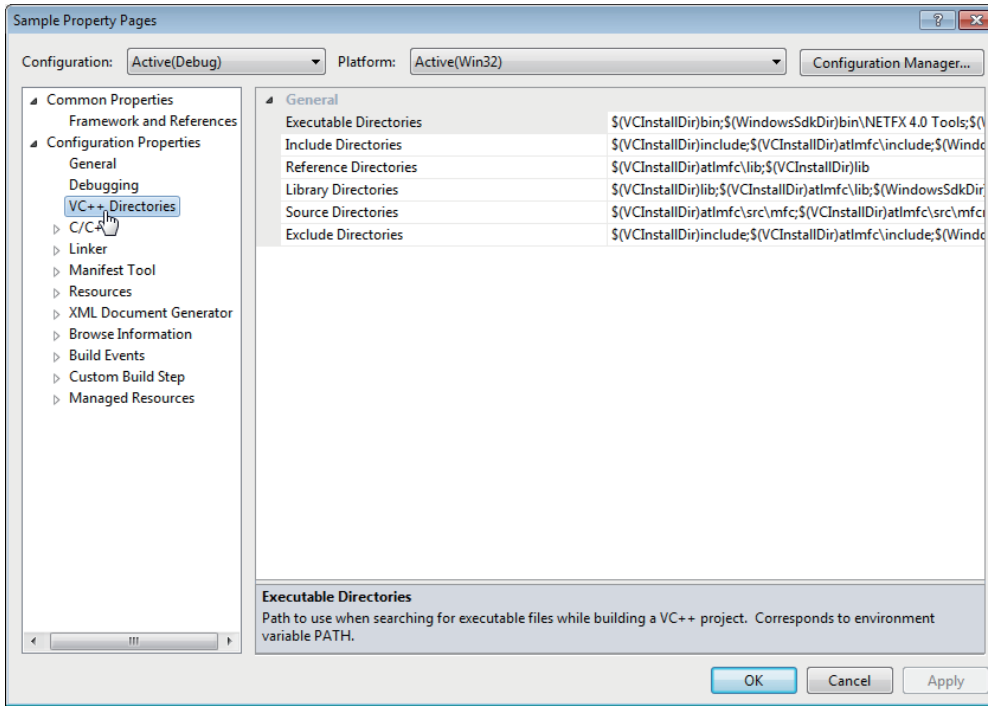 Sample Property Pages
Configuration: Active(Debug) Platform: Active(Win32) Configuration Manager...
Common Properties
Framework and References
Configuration Properties
General
Debugging
VC++ Directories
Linker
Manifest Tool
Resources
XML Document Generator
Browse Information
Build Events
Custom Build Step
Managed Resources
General
Executable Directories $(VCInstallDir)bin;$(WindowsSdkDir)bin\NETFX 4.0 Tools;
Include Directories $(VCInstallDir)include;$(VCInstallDir)atlmfc\include;
Reference Directories $(VCInstallDir)atlmfc\lib;$(VCInstallDir)lib
Library Directories $(VCInstallDir)lib;$(VCInstallDir)atlmfc\lib;$(WindowsSdkDir
Source Directories $(VCInstallDir)atlmfc\src\mfc;$(VCInstallDir)atlmfc\src\mfc
Exclude Directories $(VCInstallDir)include;$(VCInstallDir)atlmfc\include;
Executable Directories
Path to use when searching for executable files while building a VC++ project. Corresponds to environment
variable PATH.
OK Cancel Apply